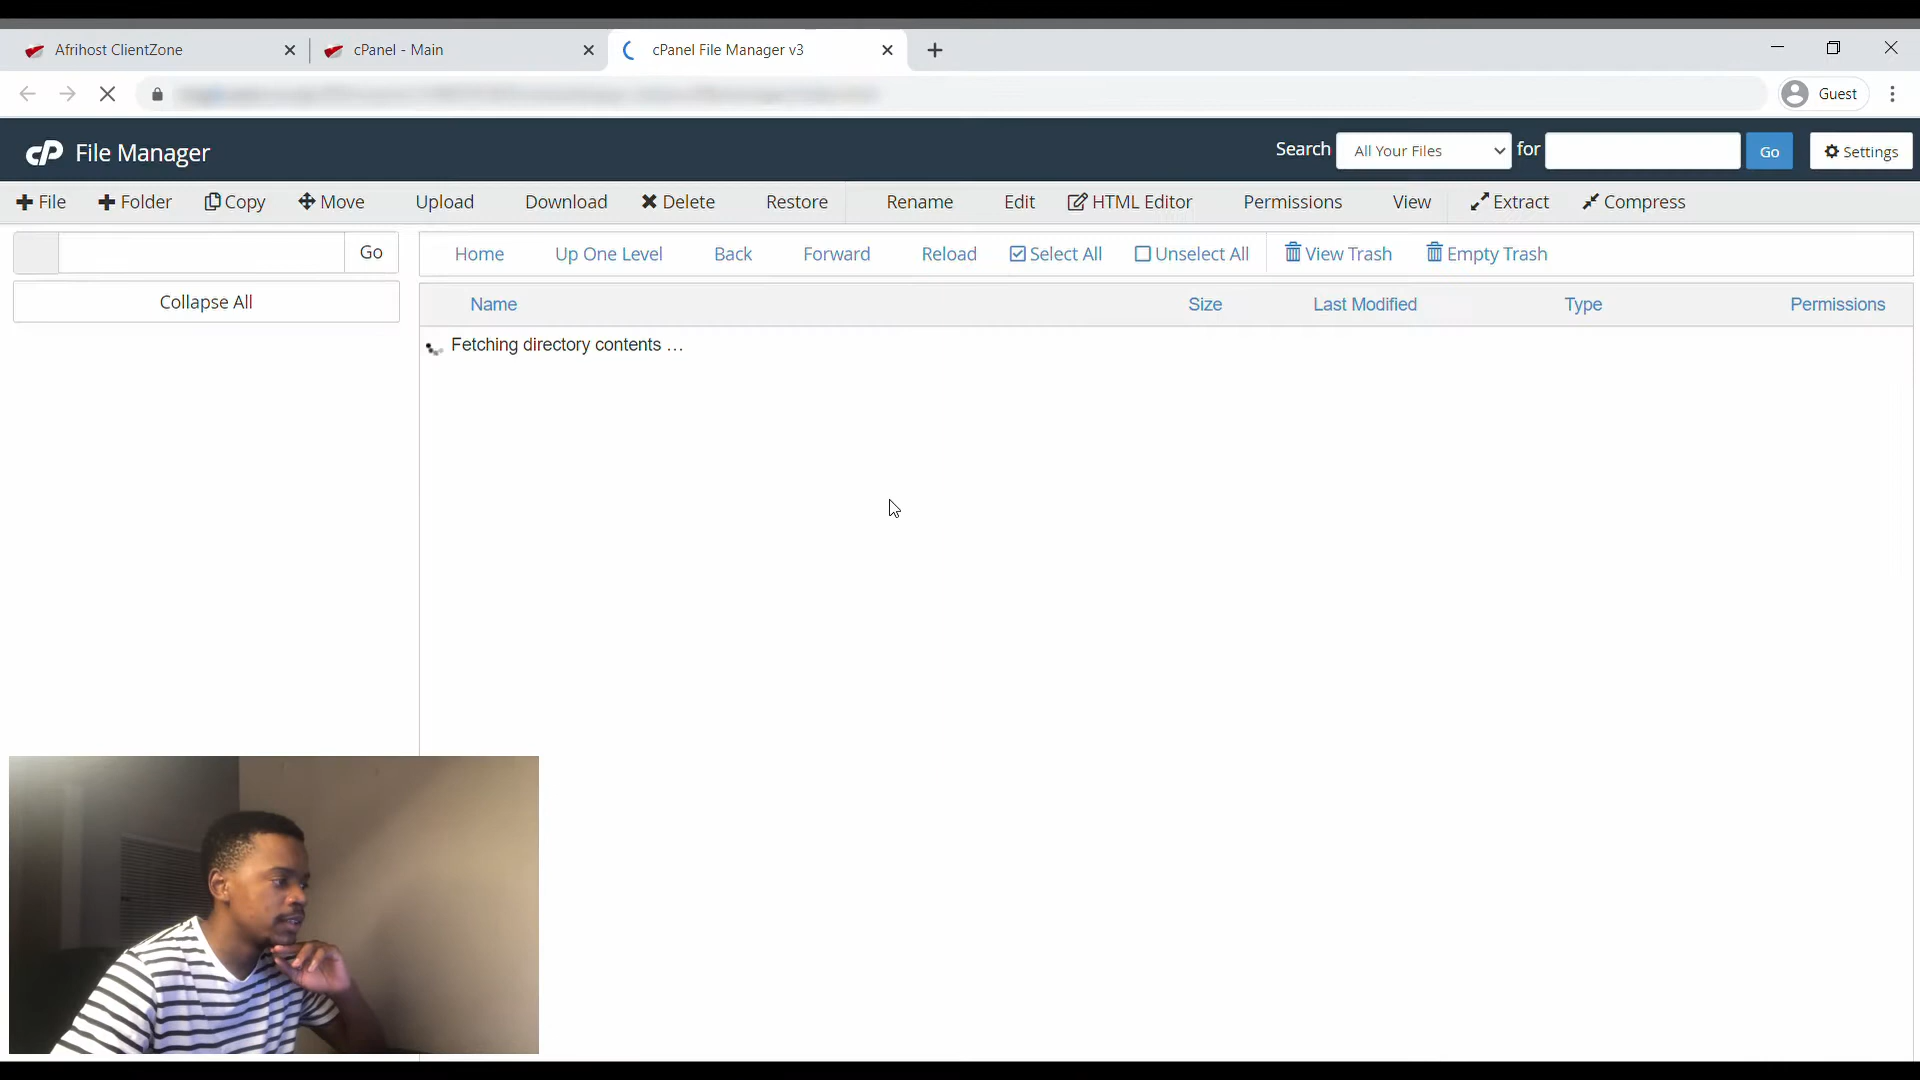 Afrihost ClientZone
cPanel - Main
cPanel File Manager v3
Guest
cP File Manager
Search All Your Files for Go Settings
File Folder Copy Move Upload Download Delete Restore Rename Edit HTML Editor Permissions View Extract Compress
Go
Home Up One Level Back Forward Reload Select All Unselect All View Trash Empty Trash
Collapse All
Name Size Last Modified Type Permissions
Fetching directory contents ...